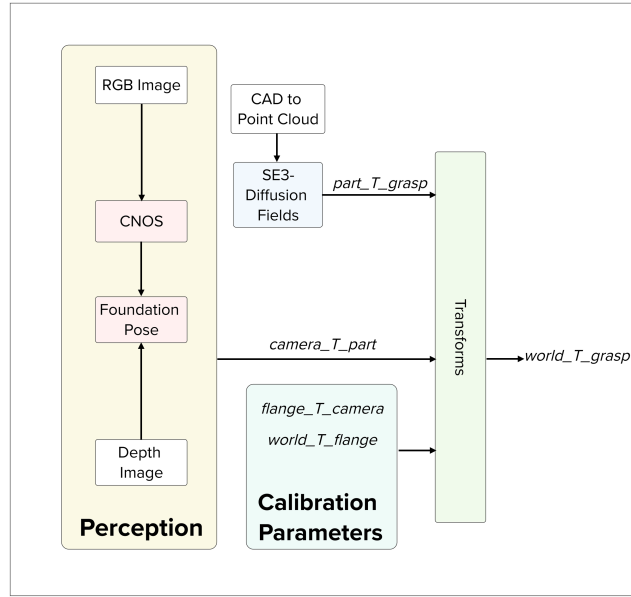 RGB Image
CNOS
Foundation
Pose
Depth
Image
Perception
CAD to
Point Cloud
SE3-
Diffusion
Fields
part_T_grasp
camera_T_part
flange_T_camera
world_T_flange
Calibration
Parameters
Transforms
world_T_grasp